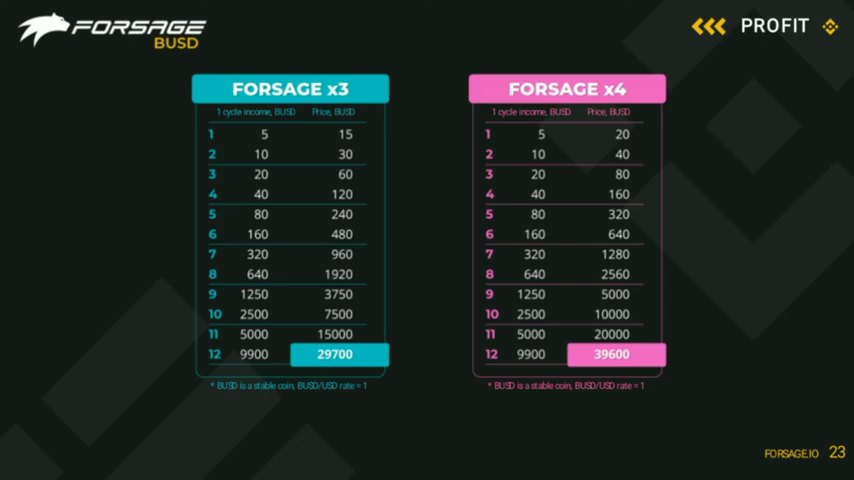 FORSAGE
BUSD
PROFIT
FORSAGE x3
1 cycle income, BUSD Price, BUSD
1 5 15
2 10 30
3 20 60
4 40 120
5 80 240
6 160 480
7 320 960
8 640 1920
9 1250 3750
10 2500 7500
11 5000 15000
12 9900 29700
* BUSD is a stable coin, BUSD/USD rate = 1
FORSAGE x4
1 cycle income, BUSD Price, BUSD
1 5 20
2 10 40
3 20 80
4 40 160
5 80 320
6 160 640
7 320 1280
8 640 2560
9 1250 5000
10 2500 10000
11 5000 20000
12 9900 39600
* BUSD is a stable coin, BUSD/USD rate = 1
FORSAGE.IO 23